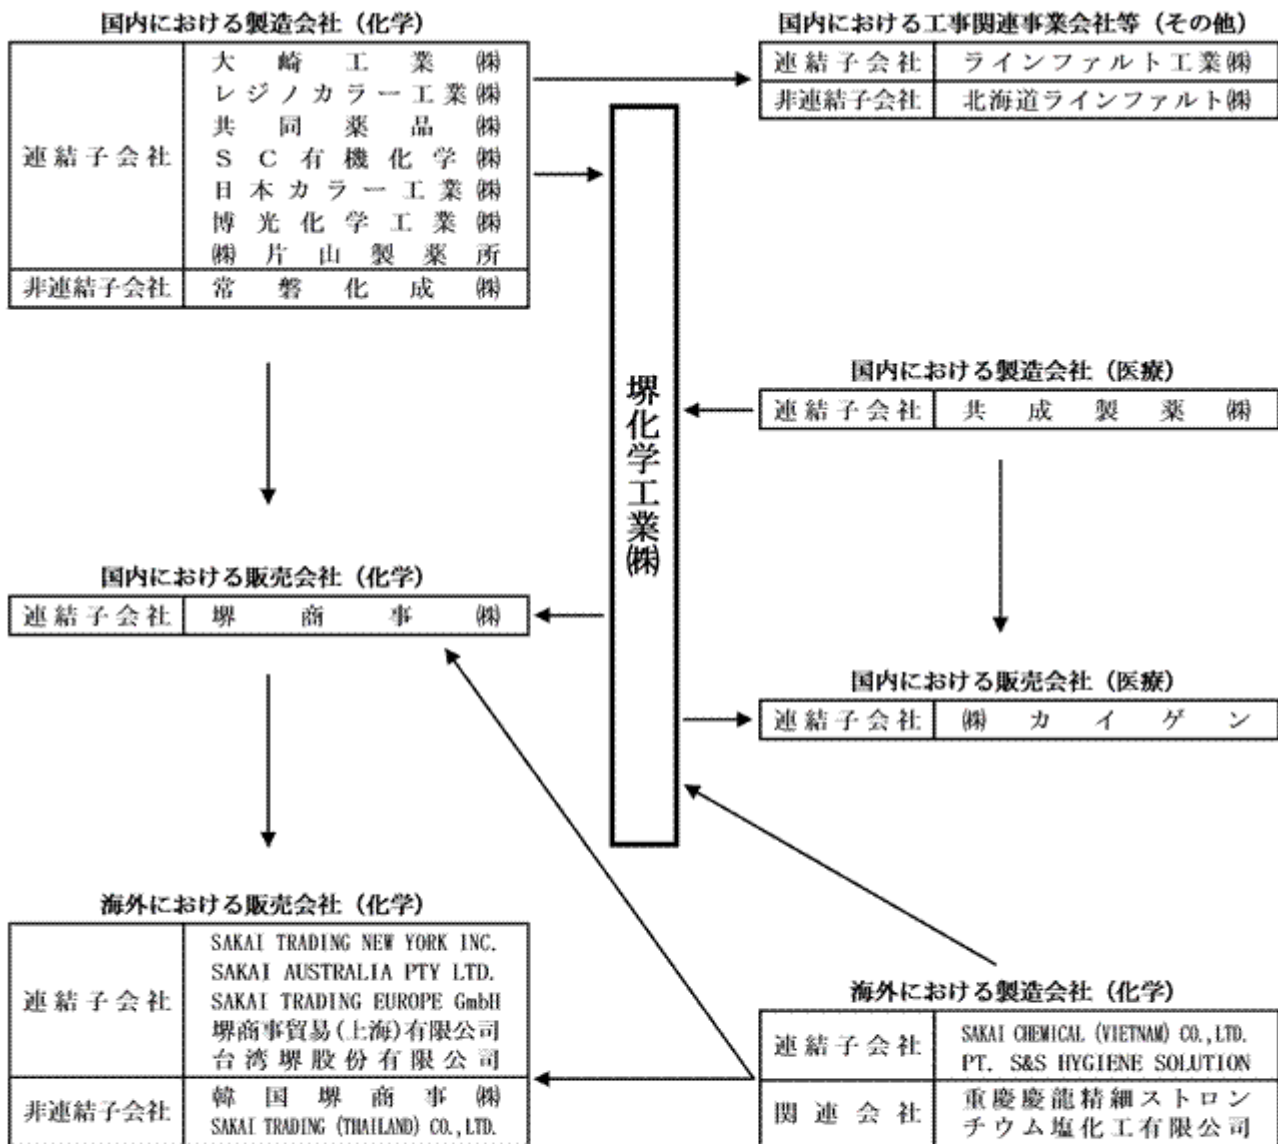 国内における製造会社（化学）
連結子会社
大崎工業㈱
レジノカラー工業㈱
共同薬品㈱
ＳＣ有機化学㈱
日本カラー工業㈱
博光化学工業㈱
㈱片山製薬所
非連結子会社 常磐化成㈱
国内における工事関連事業会社等（その他）
連結子会社 ラインファルト工業㈱
非連結子会社 北海道ラインファルト㈱
堺化学工業㈱
国内における製造会社（医療）
連結子会社 共成製薬㈱
国内における販売会社（化学）
連結子会社 堺商事㈱
国内における販売会社（医療）
連結子会社 ㈱カイゲン
海外における販売会社（化学）
連結子会社
SAKAI TRADING NEW YORK INC.
SAKAI AUSTRALIA PTY LTD.
SAKAI TRADING EUROPE GmbH
堺商事貿易(上海)有限公司
台湾堺股份有限公司
非連結子会社
韓国堺商事㈱
SAKAI TRADING (THAILAND) CO.,LTD.
海外における製造会社（化学）
連結子会社
SAKAI CHEMICAL (VIETNAM) CO.,LTD.
PT. S&S HYGIENE SOLUTION
関連会社
重慶慶龍精細ストロン
チウム塩化工有限公司